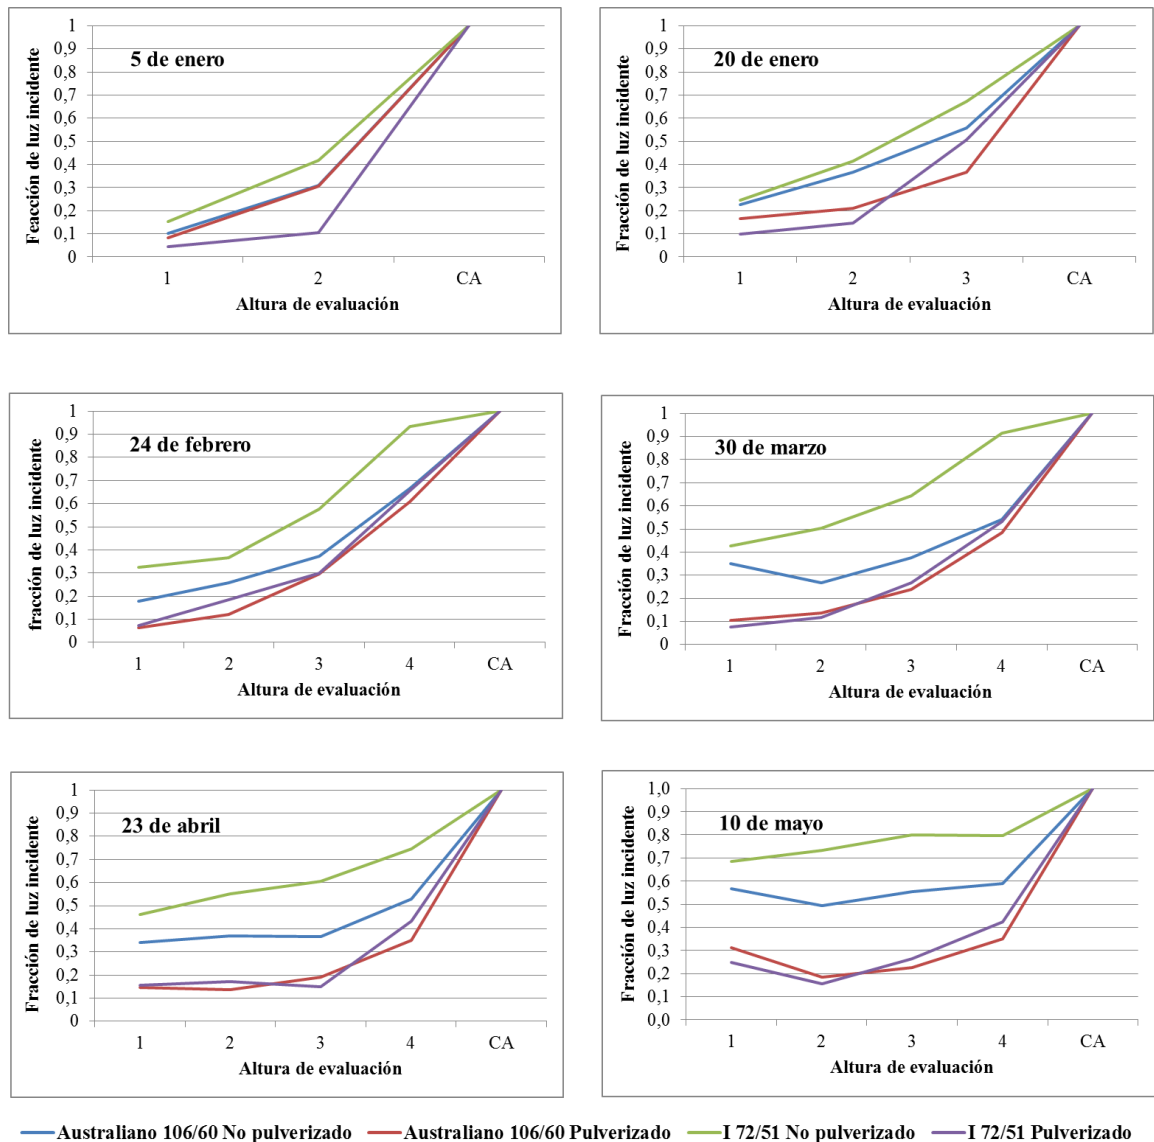 5 de enero
Feacción de luz incidente
1
0,9
0,8
0,7
0,6
0,5
0,4
0,3
0,2
0,1
0
1 2 CA
Altura de evaluación
20 de enero
Fracción de luz incidente
1
0,9
0,8
0,7
0,6
0,5
0,4
0,3
0,2
0,1
0
1 2 3 CA
Altura de evaluación
24 de febrero
fracción de luz incidente
1
0,9
0,8
0,7
0,6
0,5
0,4
0,3
0,2
0,1
0
1 2 3 4 CA
Altura de evaluación
30 de marzo
Fracción de luz incidente
1
0,9
0,8
0,7
0,6
0,5
0,4
0,3
0,2
0,1
0
1 2 3 4 CA
Altura de evaluación
23 de abril
Fracción de luz incidente
1
0,9
0,8
0,7
0,6
0,5
0,4
0,3
0,2
0,1
0
1 2 3 4 CA
Altura de evaluación
10 de mayo
Fracción de luz incidente
1,0
0,9
0,8
0,7
0,6
0,5
0,4
0,3
0,2
0,1
0,0
1 2 3 4 CA
Altura de evaluación
Australiano 106/60 No pulverizado Australiano 106/60 Pulverizado I 72/51 No pulverizado I 72/51 Pulverizado